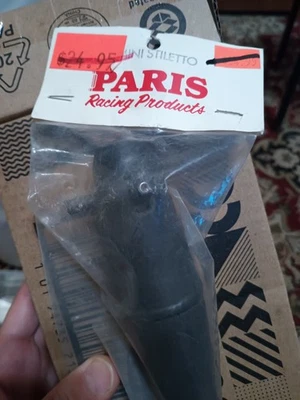 $24.95
MINI STILETTO
PARIS
Racing Products